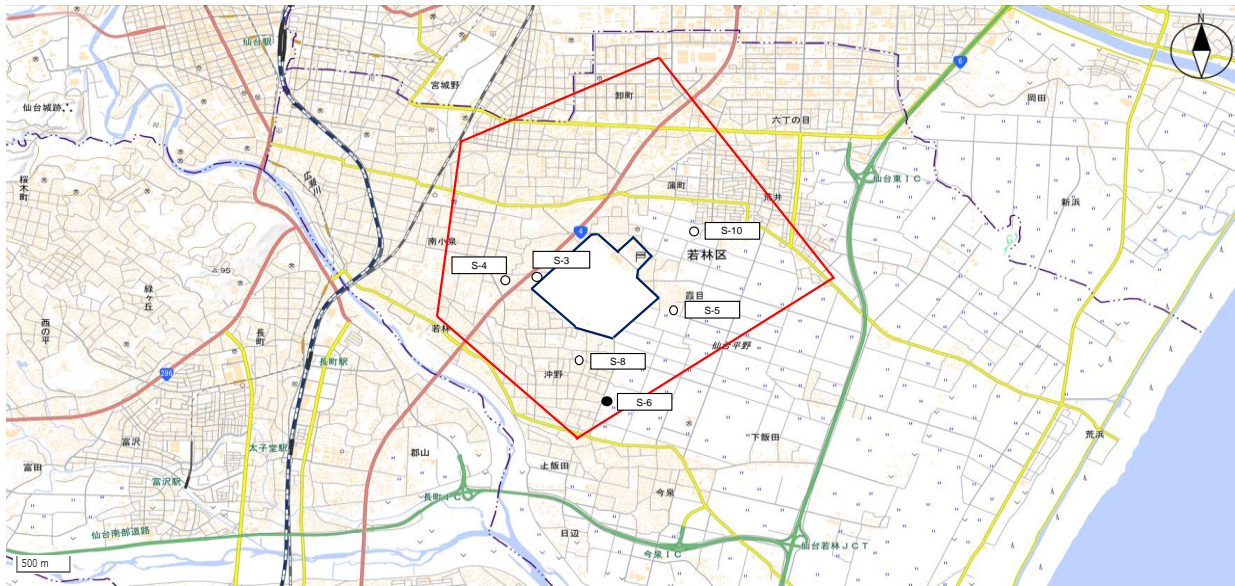 N
仙台駅
宮城野
卸町
6
岡田
仙台城跡
六丁の目
桜木町
広瀬川
蒲町
荒井
仙台東IC
新浜
南小泉
4
S-10
若林区
S-4
S-3
95
緑ヶ丘
霞目
S-5
西の平
長町
若林
仙台平野
長町駅
S-8
沖野
286
S-6
富沢
下飯田
荒浜
太子堂駅
郡山
富田
上飯田
富沢駅
長町IC
今泉
仙台南部道路
日辺
仙台若林JCT
今泉IC
500 m